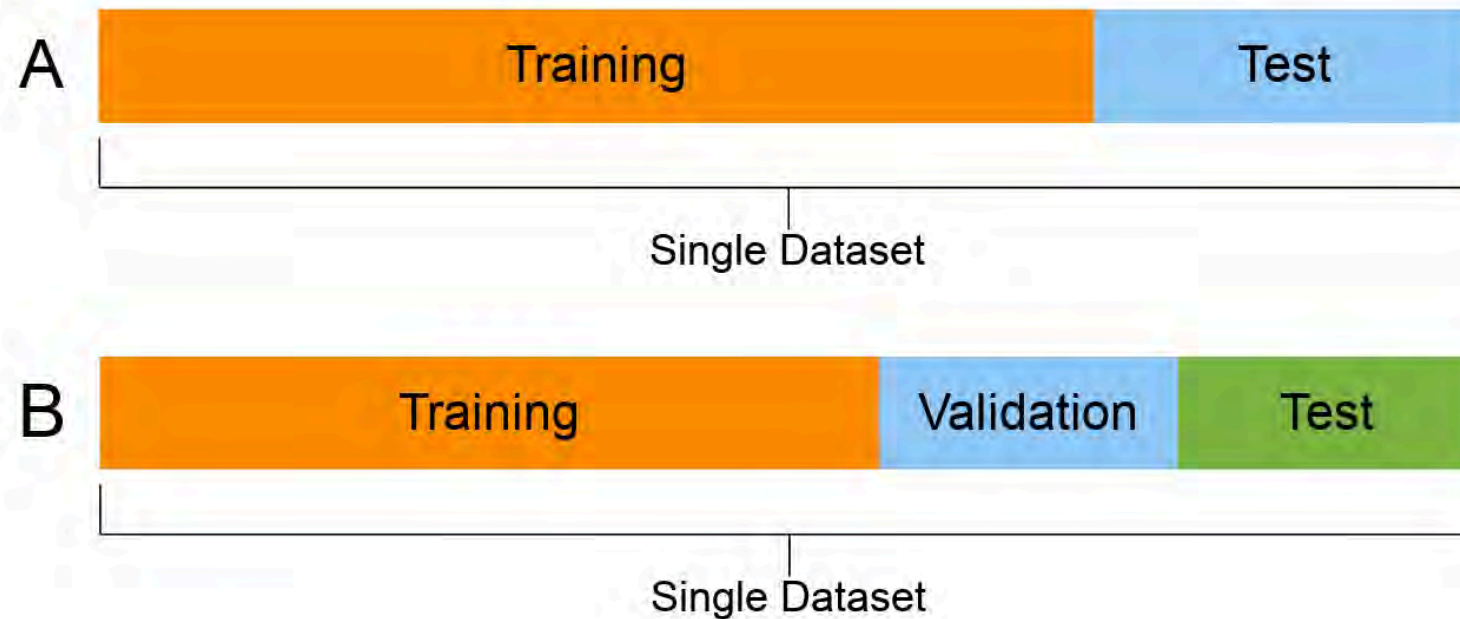 A Training Test
Single Dataset
B Training Validation Test
Single Dataset